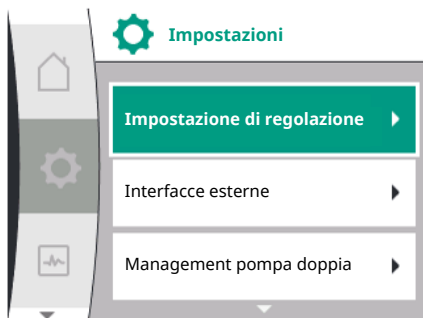 Impostazioni
Impostazione di regolazione
Interfacce esterne
Management pompa doppia